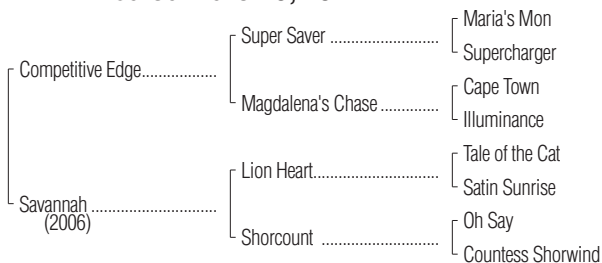 Maria's Mon
Super Saver ............................
Supercharger
Competitive Edge..................
Cape Town
Magdalena's Chase ...............
Illuminance
Tale of the Cat
Lion Heart................................
Satin Sunrise
Savannah ..............................
(2006)
Oh Say
Shorcount .............................
Countess Shorwind